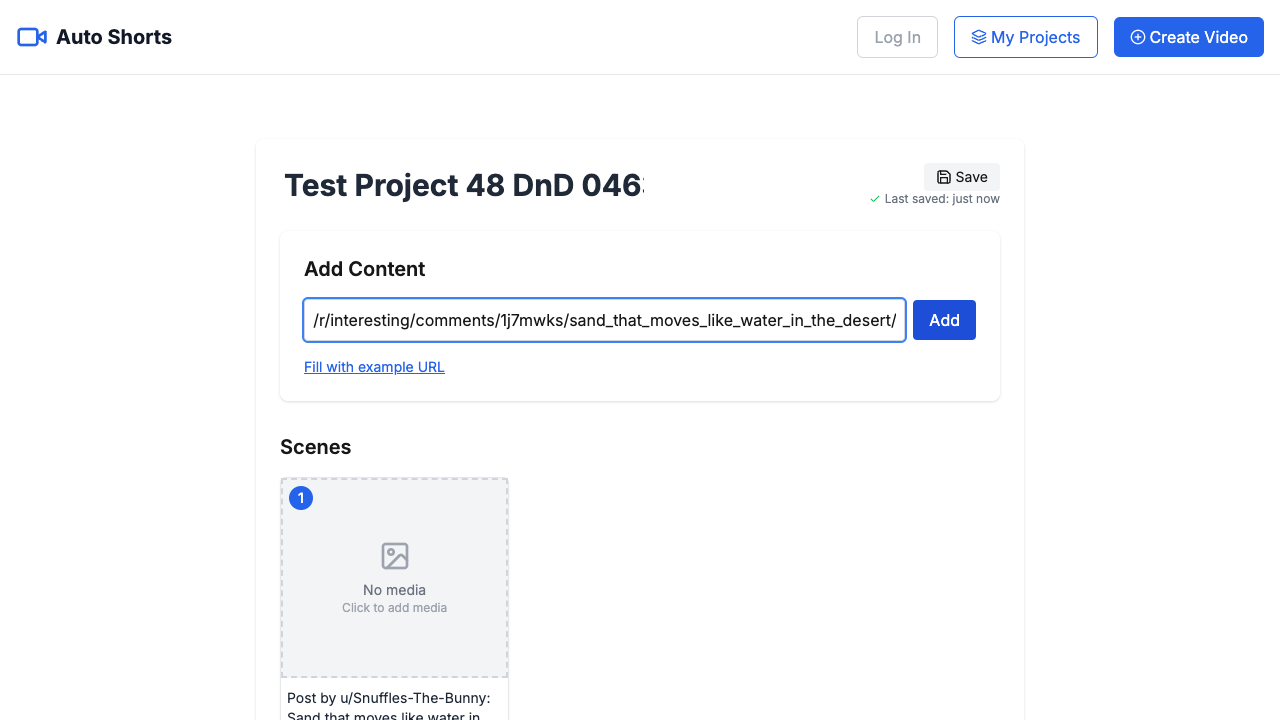 Auto Shorts
Log In
My Projects
Create Video
Test Project 48 DnD 046
Save
Last saved: just now
Add Content
/r/interesting/comments/1j7mwks/sand_that_moves_like_water_in_the_desert/
Add
Fill with example URL
Scenes
1
No media
Click to add media
Post by u/Snuffles-The-Bunny:
Sand that moves like water in